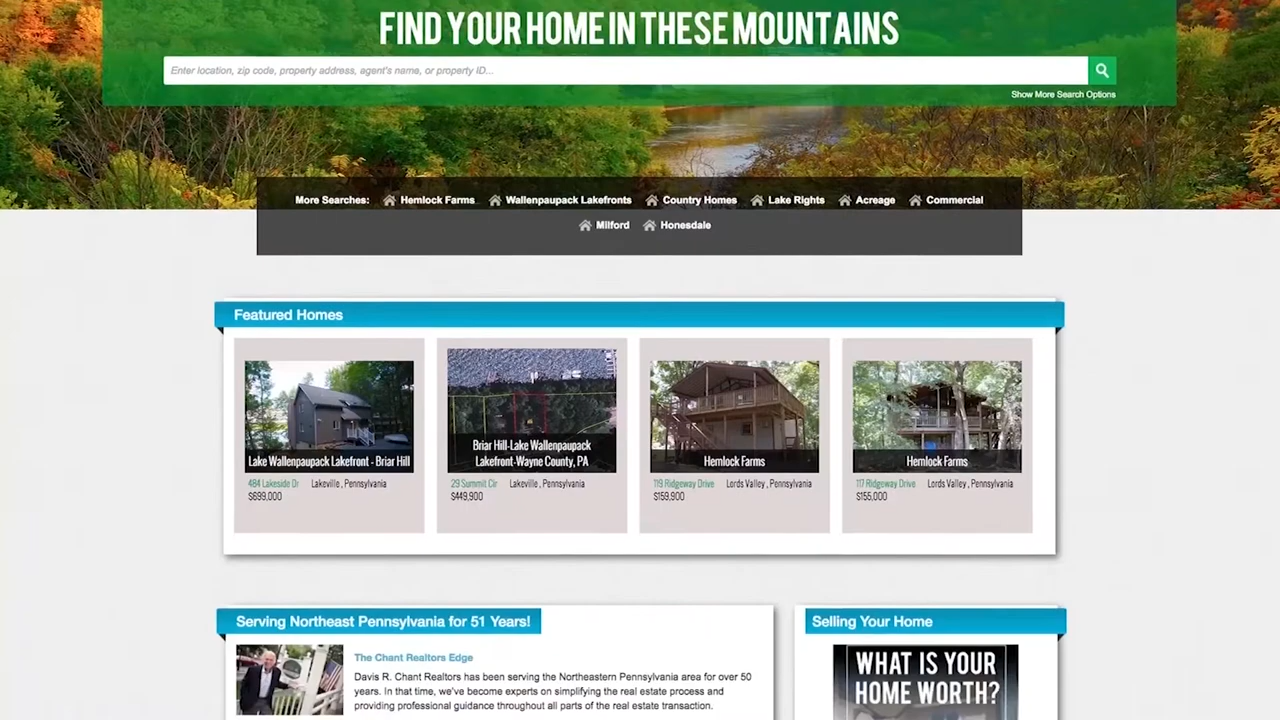 FIND YOUR HOME IN THESE MOUNTAINS
Enter location, zip code, property address, agent's name, or property ID...
Show More Search Options
More Searches: Hemlock Farms Wallenpaupack Lakefronts Country Homes Lake Rights Acreage Commercial
Milford Honesdale
Featured Homes
Lake Wallenpaupack Lakefront - Briar Hill
484 Lakeside Dr Lakeville , Pennsylvania
$699,000
Briar Hill-Lake Wallenpaupack
Lakefront-Wayne County, PA
29 Summit Cir Lakeville , Pennsylvania
$449,900
Hemlock Farms
119 Ridgeway Drive Lords Valley , Pennsylvania
$159,900
Hemlock Farms
117 Ridgeway Drive Lords Valley , Pennsylvania
$155,000
Serving Northeast Pennsylvania for 51 Years!
The Chant Realtors Edge
Davis R. Chant Realtors has been serving the Northeastern Pennsylvania area for over 50
years. In that time, we've become experts on simplifying the real estate process and
providing professional guidance throughout all parts of the real estate transaction.
Selling Your Home
WHAT IS YOUR
HOME WORTH?